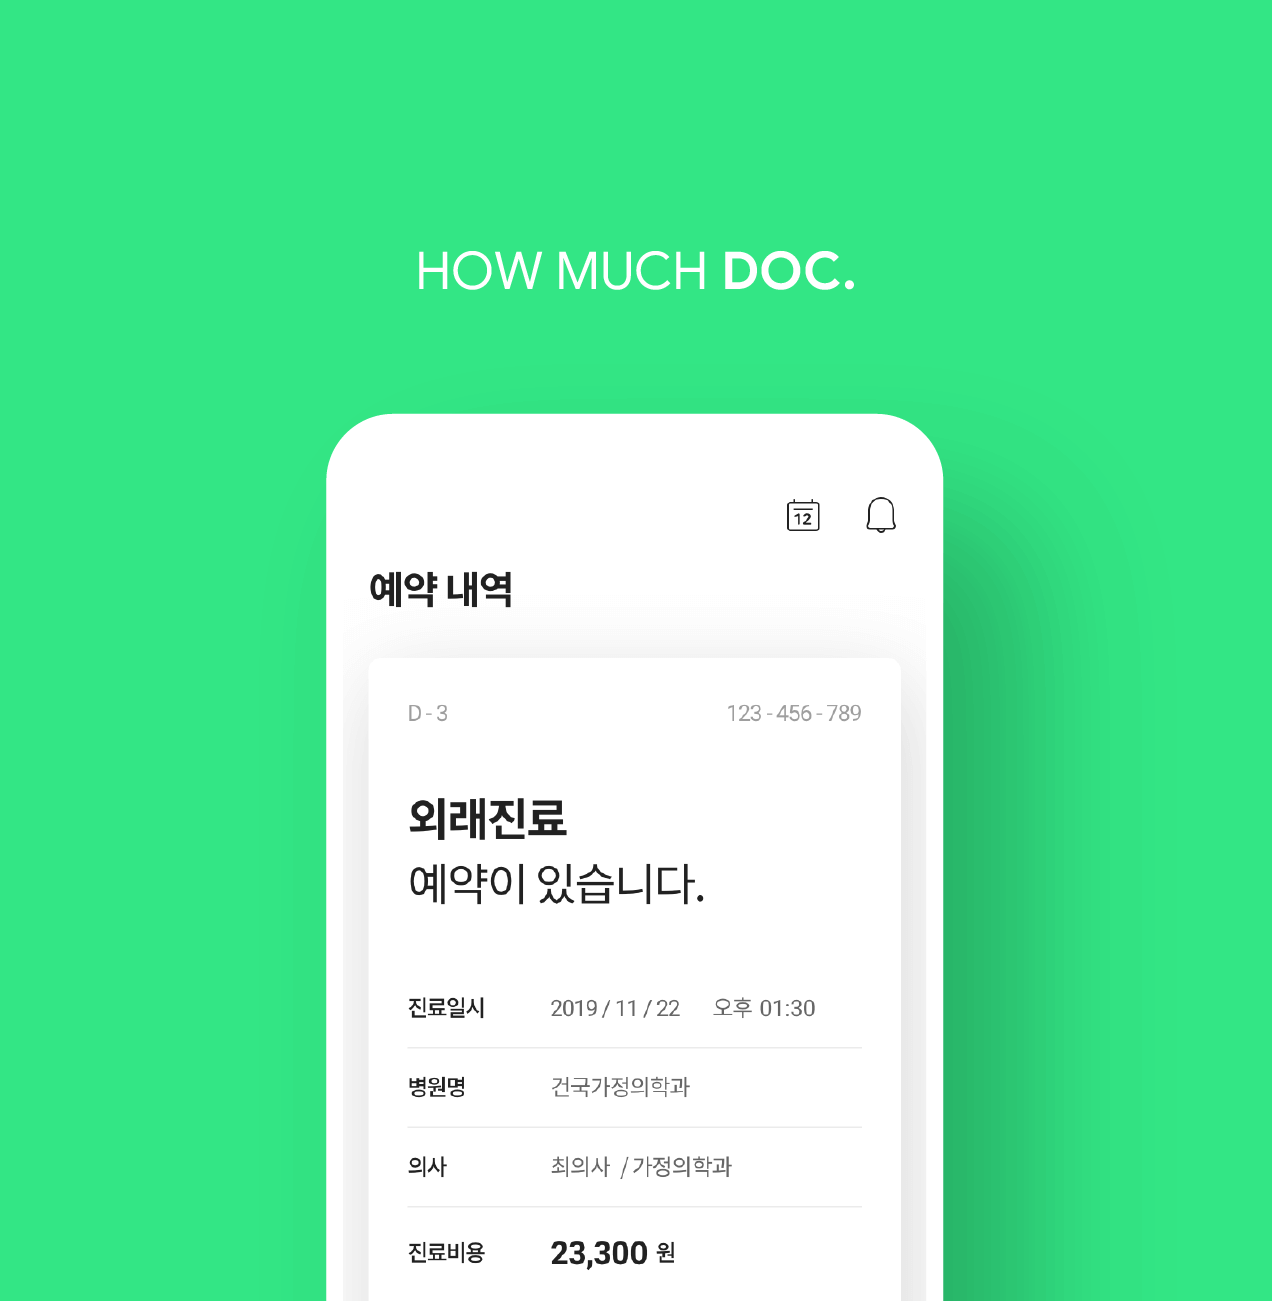 HOW MUCH DOC.
12
예약 내역
D - 3 123 - 456 - 789
외래진료
예약이 있습니다.
진료일시 2019 / 11 / 22 오후 01:30
병원명 건국가정의학과
의사 최의사 / 가정의학과
진료비용 23,300 원